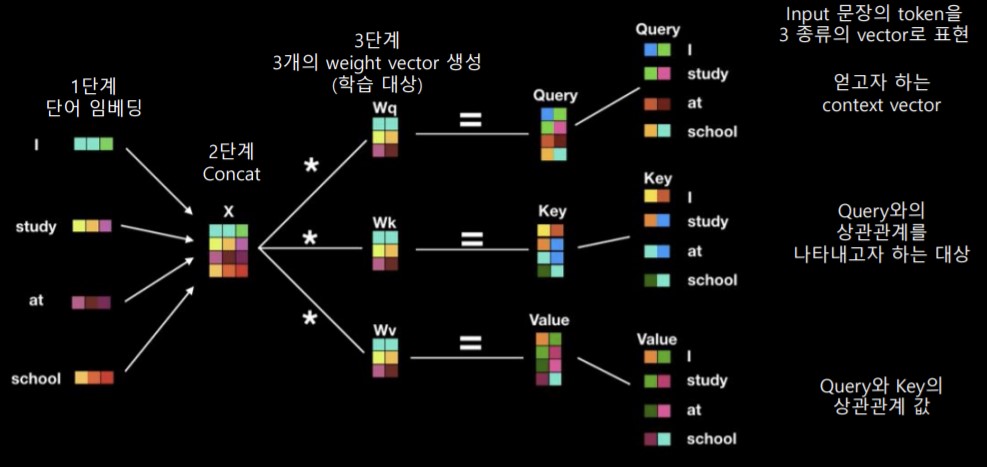 1단계
단어 임베딩
I
study
at
school
2단계
Concat
X
3단계
3개의 weight vector 생성
(학습 대상)
*
*
*
Wq
Wk
Wv
=
=
=
Query
Key
Value
Query
I
study
at
school
Key
I
study
at
school
Value
I
study
at
school
Input 문장의 token을
3 종류의 vector로 표현
얻고자 하는
context vector
Query와의
상관관계를
나타내고자 하는 대상
Query와 Key의
상관관계 값